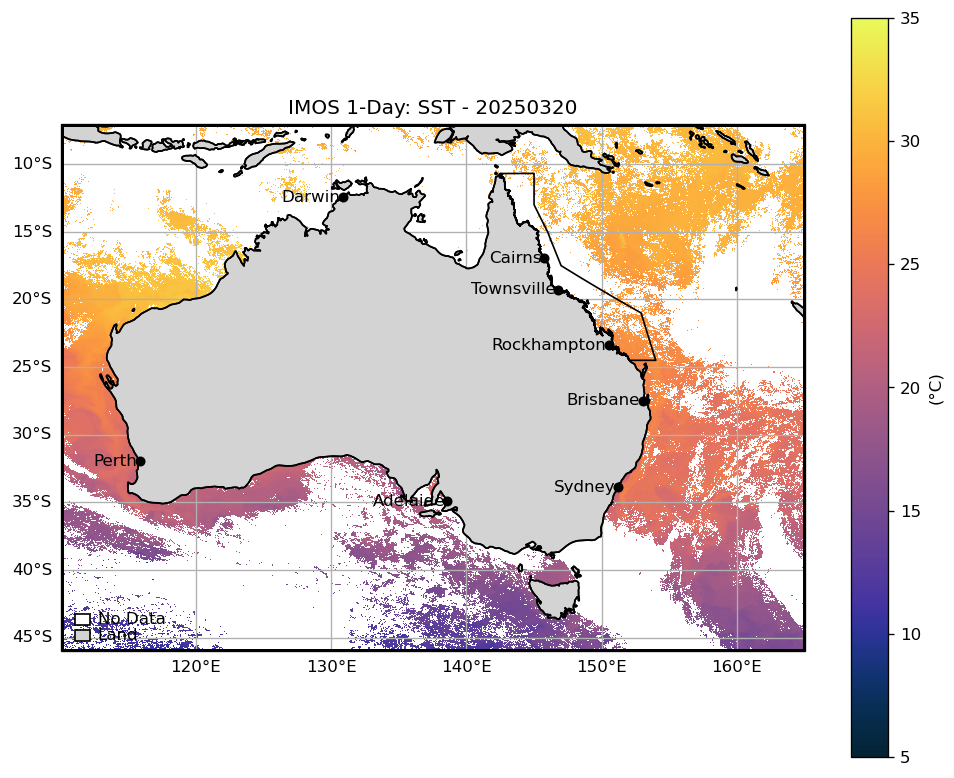 IMOS 1-Day: SST - 20250320
35
30
25
20
15
10
5
(°C)
10°S
15°S
20°S
25°S
30°S
35°S
40°S
45°S
Darwin
Cairns
Townsville
Rockhampton
Brisbane
Perth
Sydney
Adelaide
No Data
Land
120°E
130°E
140°E
150°E
160°E